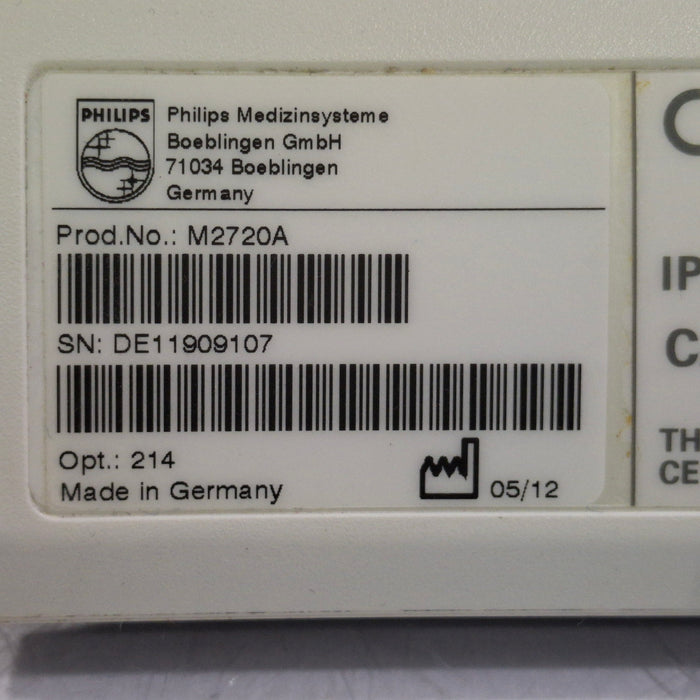 PHILIPS
Philips Medizinsysteme
Boeblingen GmbH
71034 Boeblingen
Germany
Prod.No.: M2720A
SN: DE11909107
Opt.: 214
Made in Germany
05/12
IP